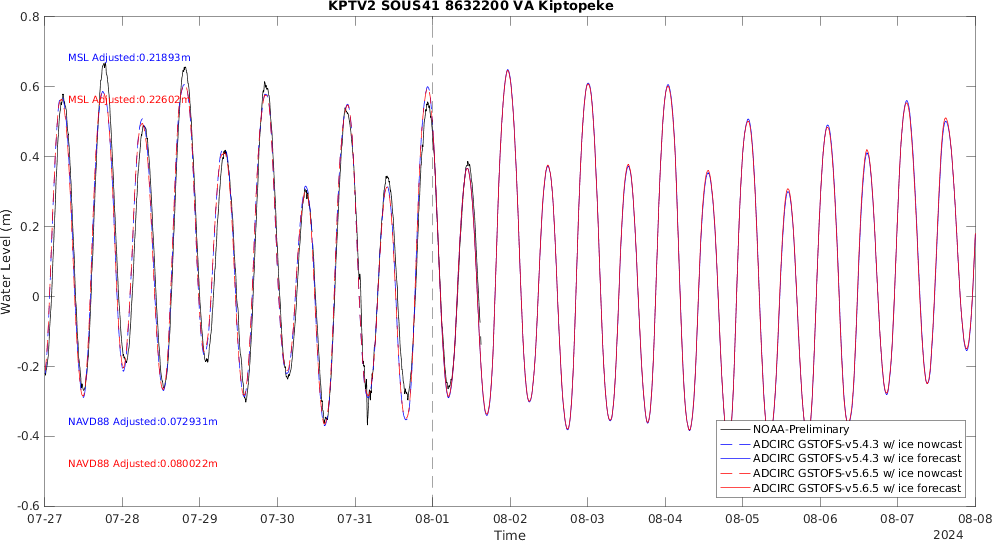 KPTV2 SOUS41 8632200 VA Kiptopeke
MSL Adjusted:0.21893m
MSL Adjusted:0.22602m
NAVD88 Adjusted:0.072931m
NAVD88 Adjusted:0.080022m
Water Level (m)
0.8
0.6
0.4
0.2
0
-0.2
-0.4
-0.6
NOAA-Preliminary
ADCIRC GSTOFS-v5.4.3 w/ ice nowcast
ADCIRC GSTOFS-v5.4.3 w/ ice forecast
ADCIRC GSTOFS-v5.6.5 w/ ice nowcast
ADCIRC GSTOFS-v5.6.5 w/ ice forecast
07-27 07-28 07-29 07-30 07-31 08-01 08-02 08-03 08-04 08-05 08-06 08-07 08-08
Time
2024